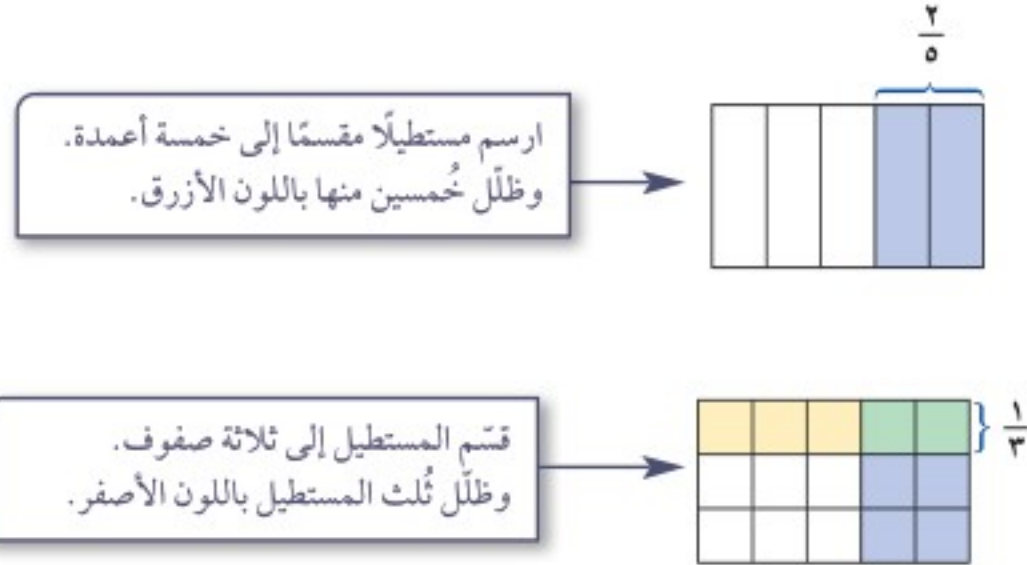 ٢
٥
ارسم مستطيلًا مقسمًا إلى خمسة أعمدة.
وظلّل خُمسين منها باللون الأزرق.
١
٣
قسّم المستطيل إلى ثلاثة صفوف.
وظلّل ثُلث المستطيل باللون الأصفر.